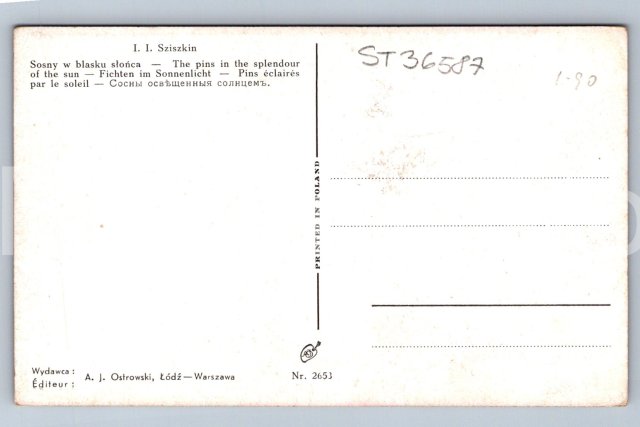 I. I. Sziszkin
Sosny w blasku słońca — The pins in the splendour
of the sun — Fichten im Sonnenlicht — Pins éclairés
par le soleil — Сосны освѣщенныя солнцемъ.
ST36587
1-90
PRINTED IN POLAND
Wydawca :
Éditeur :
A. J. Ostrowski, Łódź — Warszawa
Nr. 2653